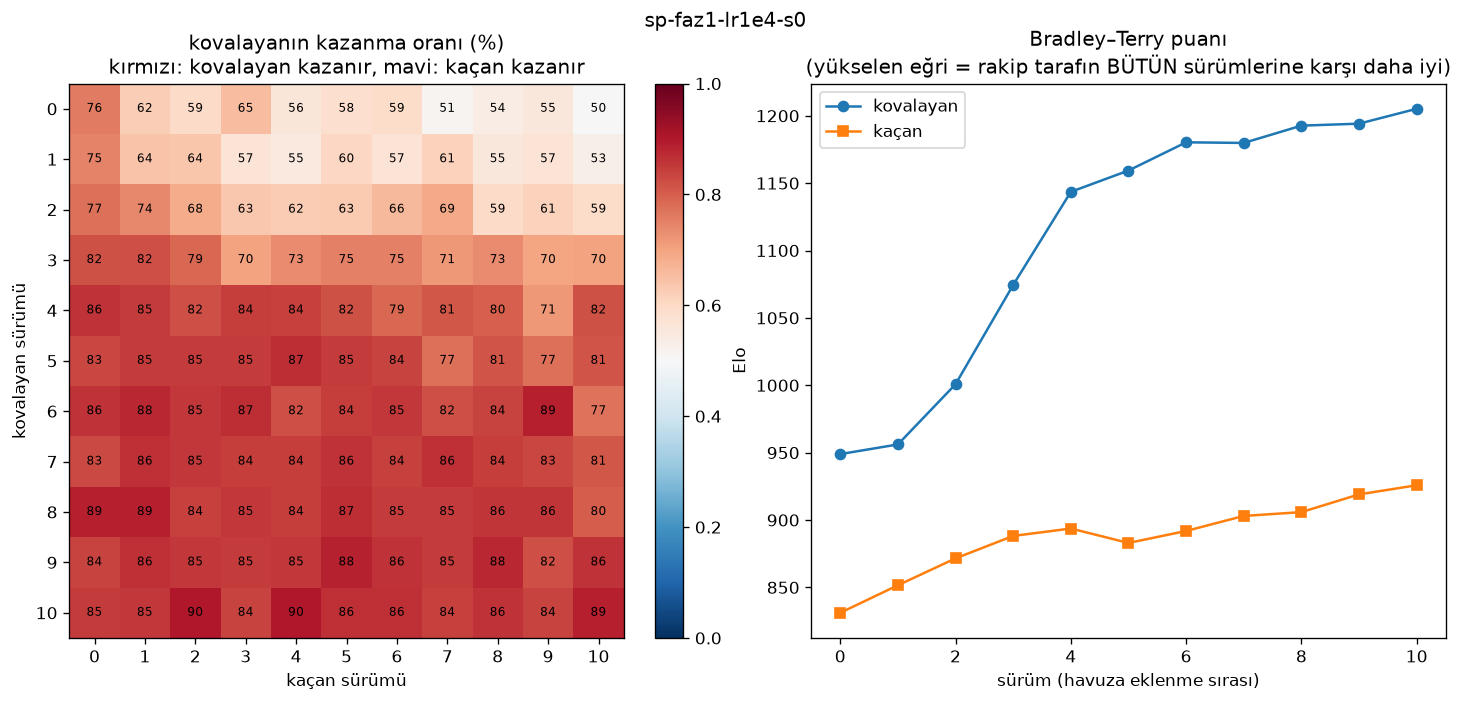 sp-faz1-lr1e4-s0
kovalayanın kazanma oranı (%)
kırmızı: kovalayan kazanır, mavi: kaçan kazanır
kovalayan sürümü
0 76 62 59 65 56 58 59 51 54 55 50
1 75 64 64 57 55 60 57 61 55 57 53
2 77 74 68 63 62 63 66 69 59 61 59
3 82 82 79 70 73 75 75 71 73 70 70
4 86 85 82 84 84 82 79 81 80 71 82
5 83 85 85 85 87 85 84 77 81 77 81
6 86 88 85 87 82 84 85 82 84 89 77
7 83 86 85 84 84 86 84 86 84 83 81
8 89 89 84 85 84 87 85 85 86 86 80
9 84 86 85 85 85 88 86 85 88 82 86
10 85 85 90 84 90 86 86 84 86 84 89
0 1 2 3 4 5 6 7 8 9 10
kaçan sürümü
1.0
0.8
0.6
0.4
0.2
0.0
Bradley–Terry puanı
(yükselen eğri = rakip tarafın BÜTÜN sürümlerine karşı daha iyi)
kovalayan
kaçan
Elo
1200
1150
1100
1050
1000
950
900
850
0 2 4 6 8 10
sürüm (havuza eklenme sırası)